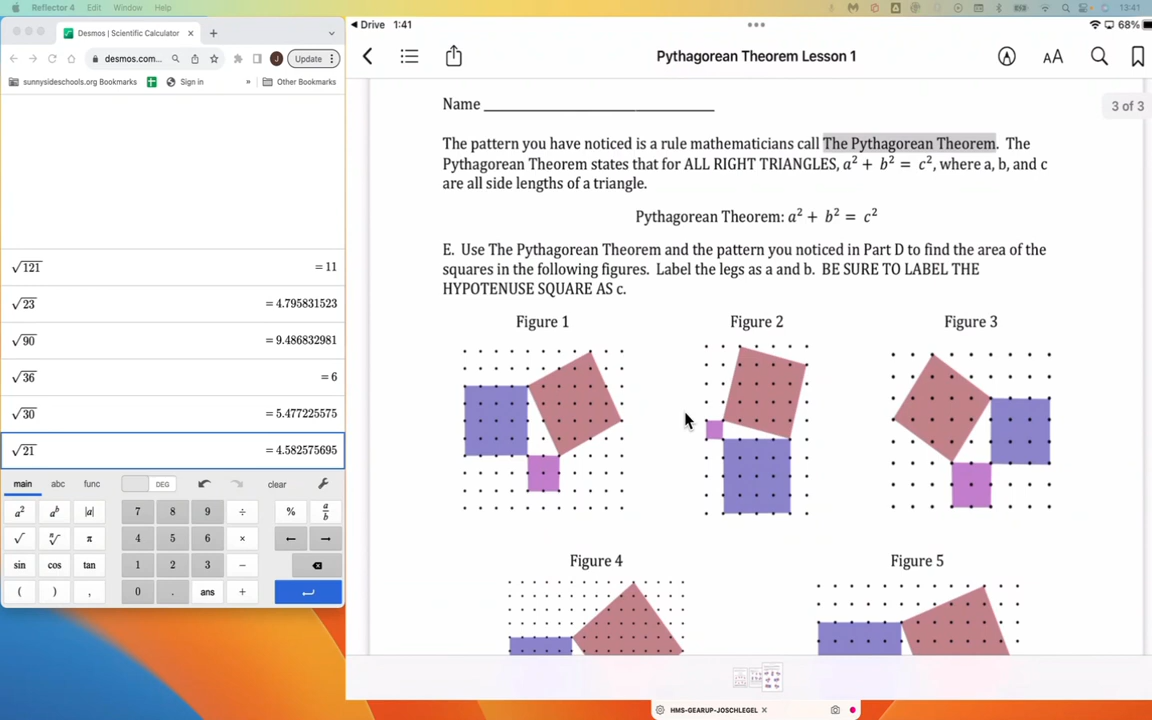 Reflector 4 Edit Window Help 13:41
Desmos | Scientific Calculator
desmos.com... J Update
sunnysideschools.org Bookmarks Sign in » Other Bookmarks
√121 = 11
√23 = 4.795831523
√90 = 9.486832981
√36 = 6
√30 = 5.477225575
√21 = 4.582575695
main abc func DEG clear
a² aᵇ |a| 7 8 9 ÷ % a/b
√ ⁿ√ π 4 5 6 × ← →
sin cos tan 1 2 3 −
( ) , 0 . ans +
Drive 1:41 68%
AA
Pythagorean Theorem Lesson 1
3 of 3
Name ______________________________
The pattern you have noticed is a rule mathematicians call The Pythagorean Theorem. The
Pythagorean Theorem states that for ALL RIGHT TRIANGLES, a² + b² = c², where a, b, and c
are all side lengths of a triangle.
Pythagorean Theorem: a² + b² = c²
E. Use The Pythagorean Theorem and the pattern you noticed in Part D to find the area of the
squares in the following figures. Label the legs as a and b. BE SURE TO LABEL THE
HYPOTENUSE SQUARE AS c.
Figure 1 Figure 2 Figure 3
Figure 4 Figure 5
HMS-GEARUP-JOSCHLEGEL